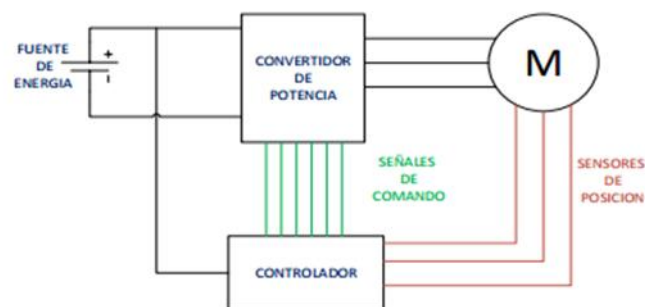 FUENTE
DE
ENERGIA
+
-
CONVERTIDOR
DE
POTENCIA
M
SEÑALES
DE
COMANDO
SENSORES
DE
POSICION
CONTROLADOR